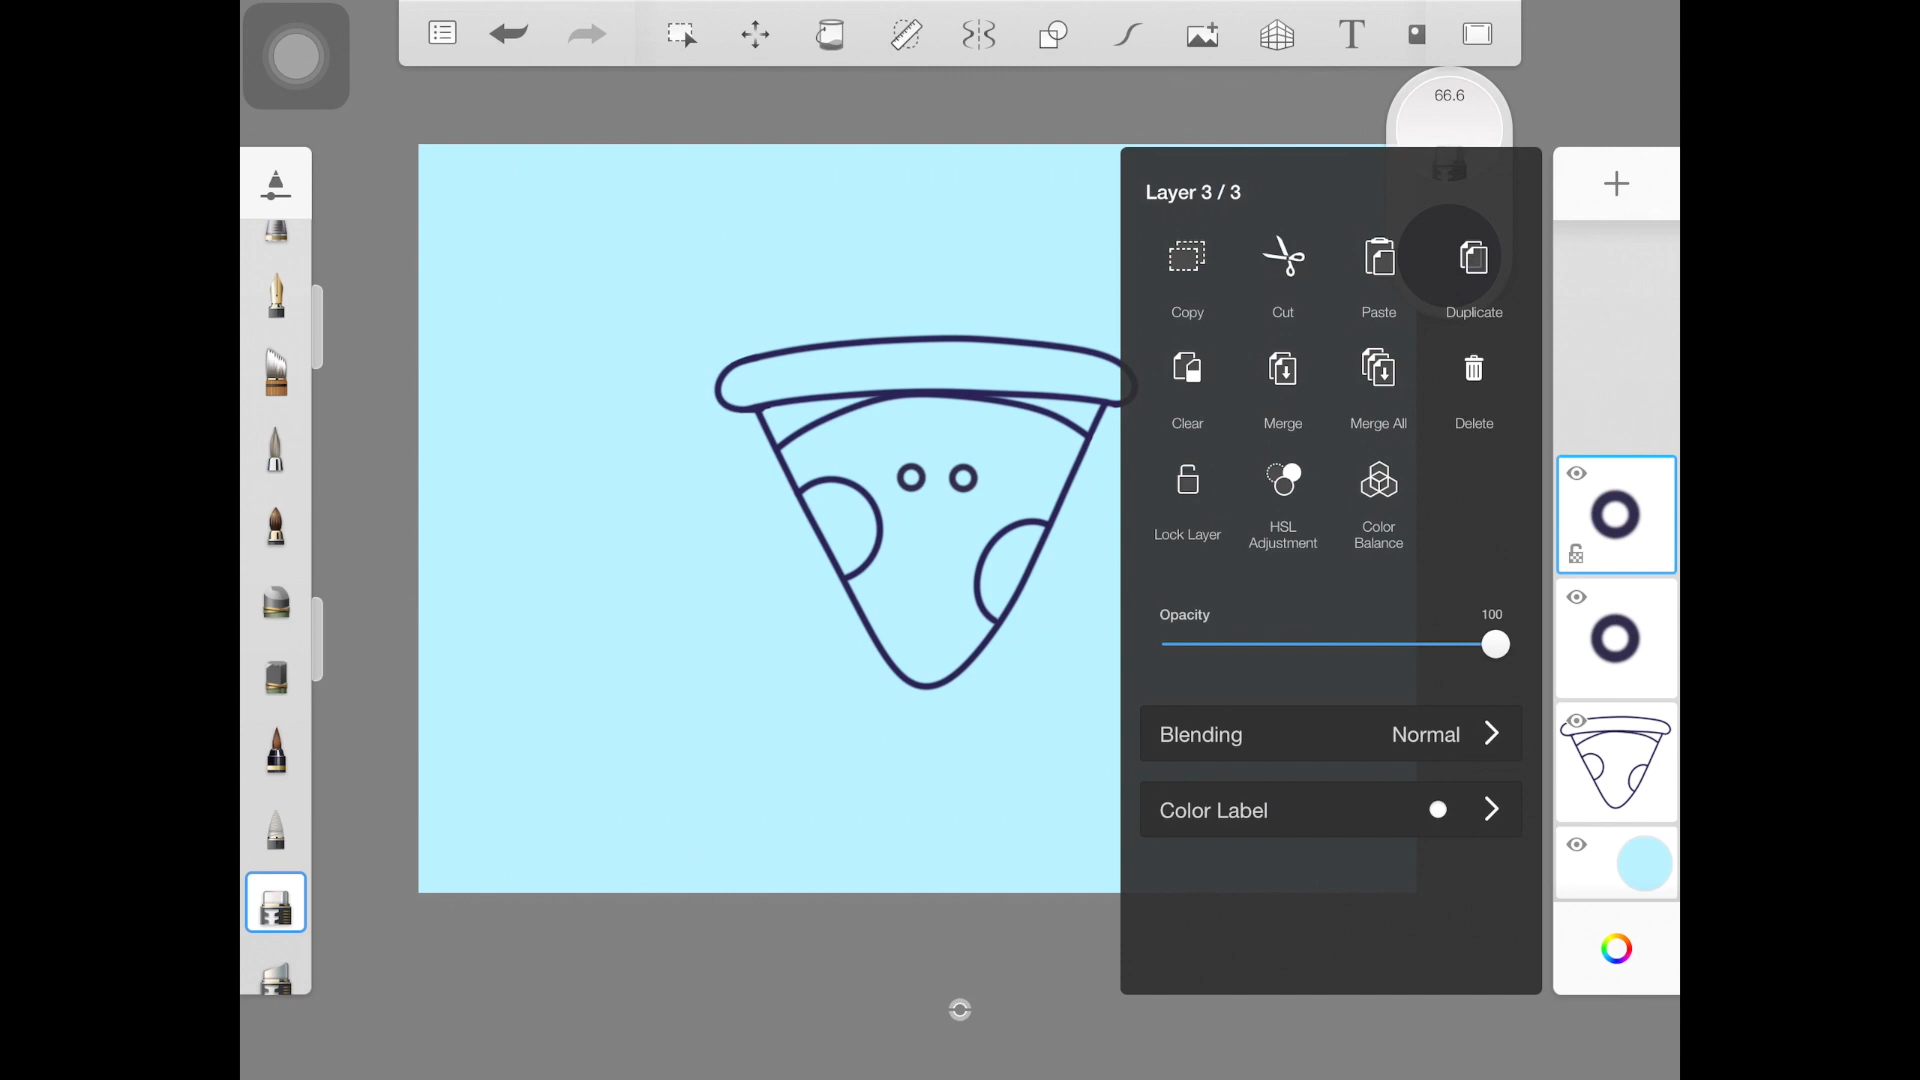 66.6
Layer 3 / 3
Copy
Cut
Paste
Duplicate
Clear
Merge
Merge All
Delete
Lock Layer
HSL
Adjustment
Color
Balance
Opacity
100
Blending
Normal
Color Label